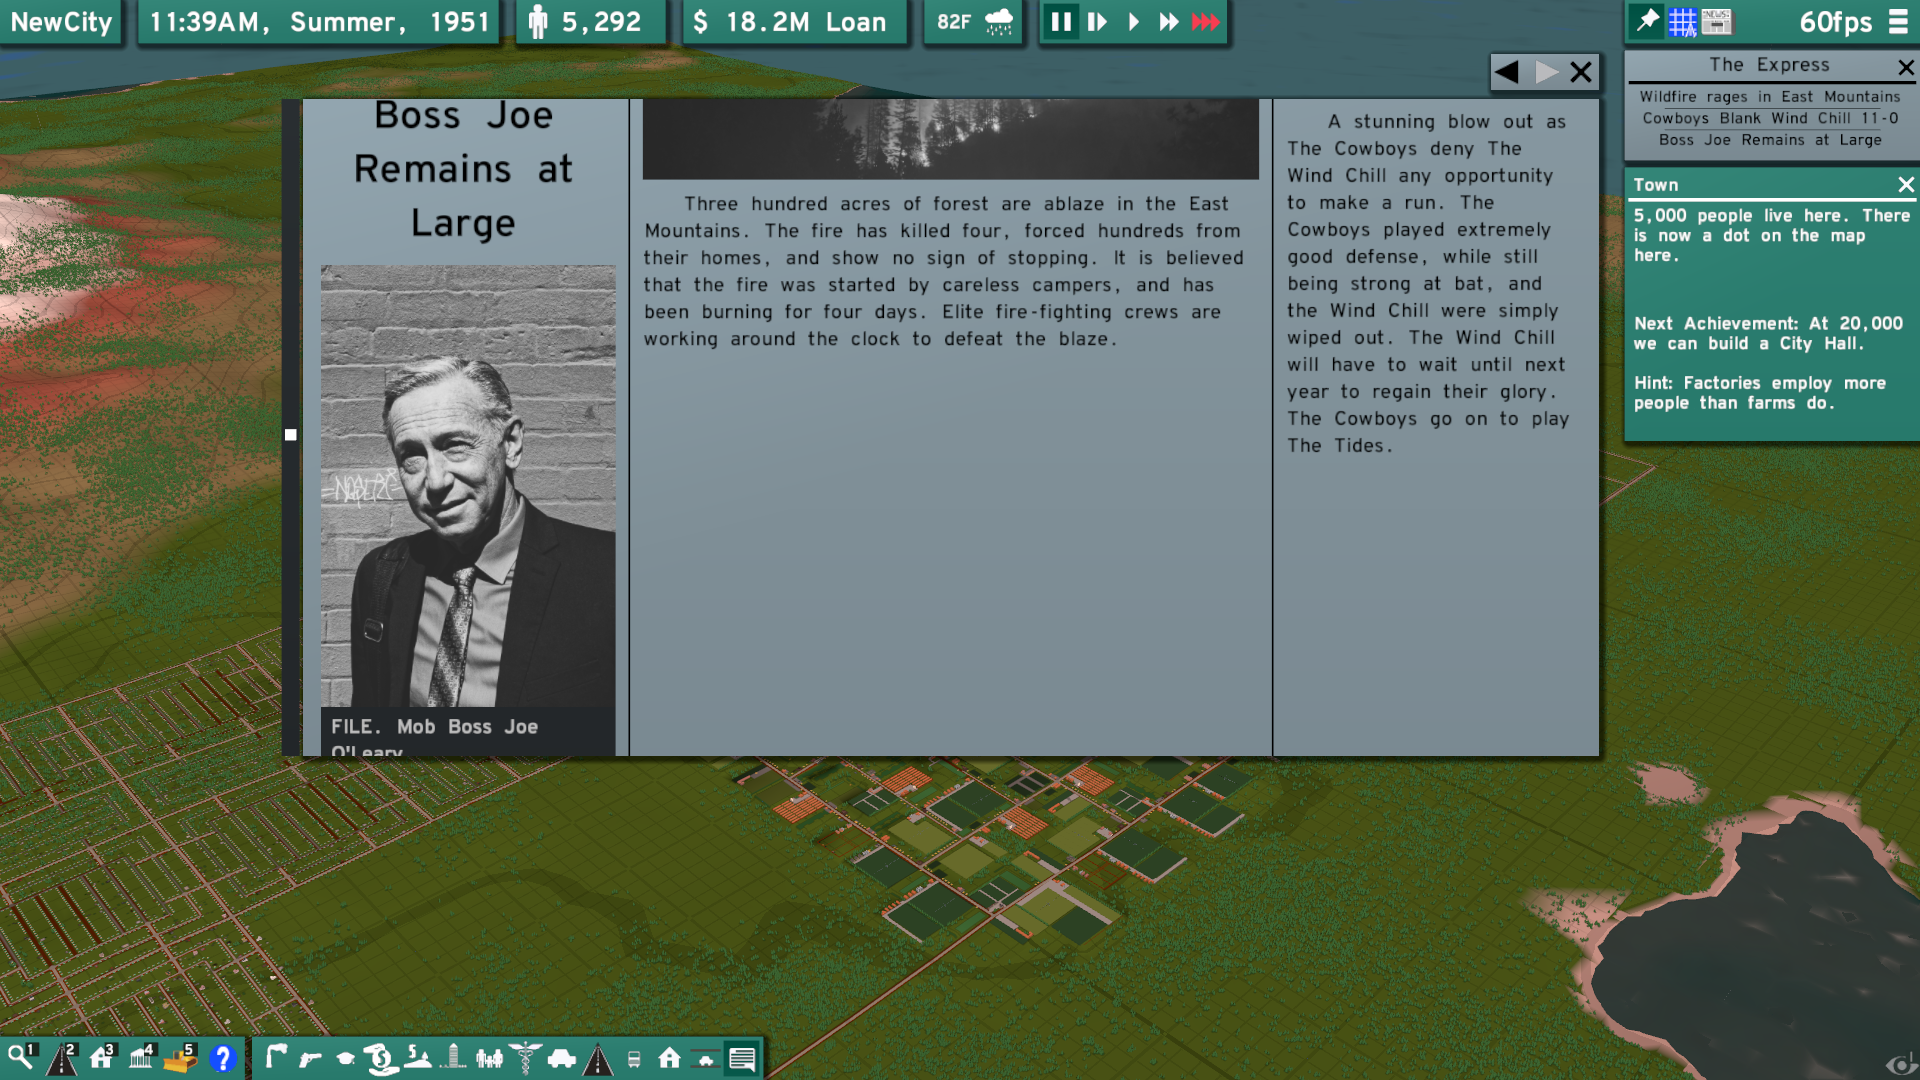 NewCity
11:39AM, Summer, 1951
5,292
$ 18.2M Loan
82F
NEWS!
60fps
The Express
Wildfire rages in East Mountains
Cowboys Blank Wind Chill 11-0
Boss Joe Remains at Large
Town
5,000 people live here. There
is now a dot on the map
here.
Next Achievement: At 20,000
we can build a City Hall.
Hint: Factories employ more
people than farms do.
Boss Joe
Remains at
Large
FILE. Mob Boss Joe
O'Leary
Three hundred acres of forest are ablaze in the East
Mountains. The fire has killed four, forced hundreds from
their homes, and show no sign of stopping. It is believed
that the fire was started by careless campers, and has
been burning for four days. Elite fire-fighting crews are
working around the clock to defeat the blaze.
A stunning blow out as
The Cowboys deny The
Wind Chill any opportunity
to make a run. The
Cowboys played extremely
good defense, while still
being strong at bat, and
the Wind Chill were simply
wiped out. The Wind Chill
will have to wait until next
year to regain their glory.
The Cowboys go on to play
The Tides.
1
2
3
4
5
?